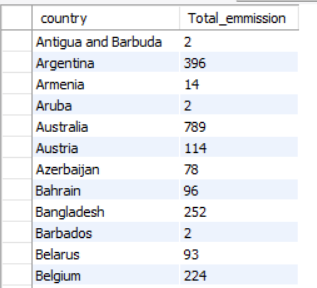 country Total_emmission
Antigua and Barbuda 2
Argentina 396
Armenia 14
Aruba 2
Australia 789
Austria 114
Azerbaijan 78
Bahrain 96
Bangladesh 252
Barbados 2
Belarus 93
Belgium 224